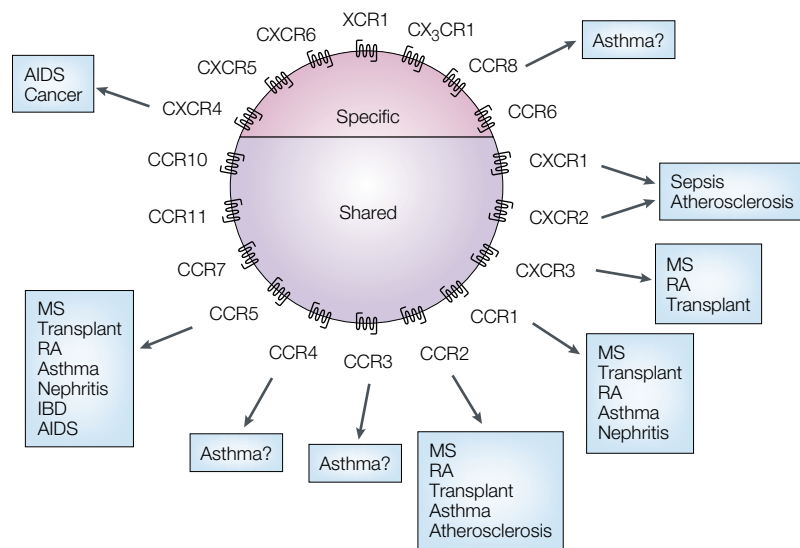 XCR1
CX₃CR1
CXCR6
CCR8
Asthma?
CXCR5
CCR6
AIDS
Cancer
CXCR4
Specific
CCR10
CXCR1
Sepsis
Atherosclerosis
CCR11
Shared
CXCR2
CCR7
CXCR3
MS
RA
Transplant
CCR5
MS
Transplant
RA
Asthma
Nephritis
IBD
AIDS
CCR1
MS
Transplant
RA
Asthma
Nephritis
CCR4
Asthma?
CCR3
Asthma?
CCR2
MS
RA
Transplant
Asthma
Atherosclerosis